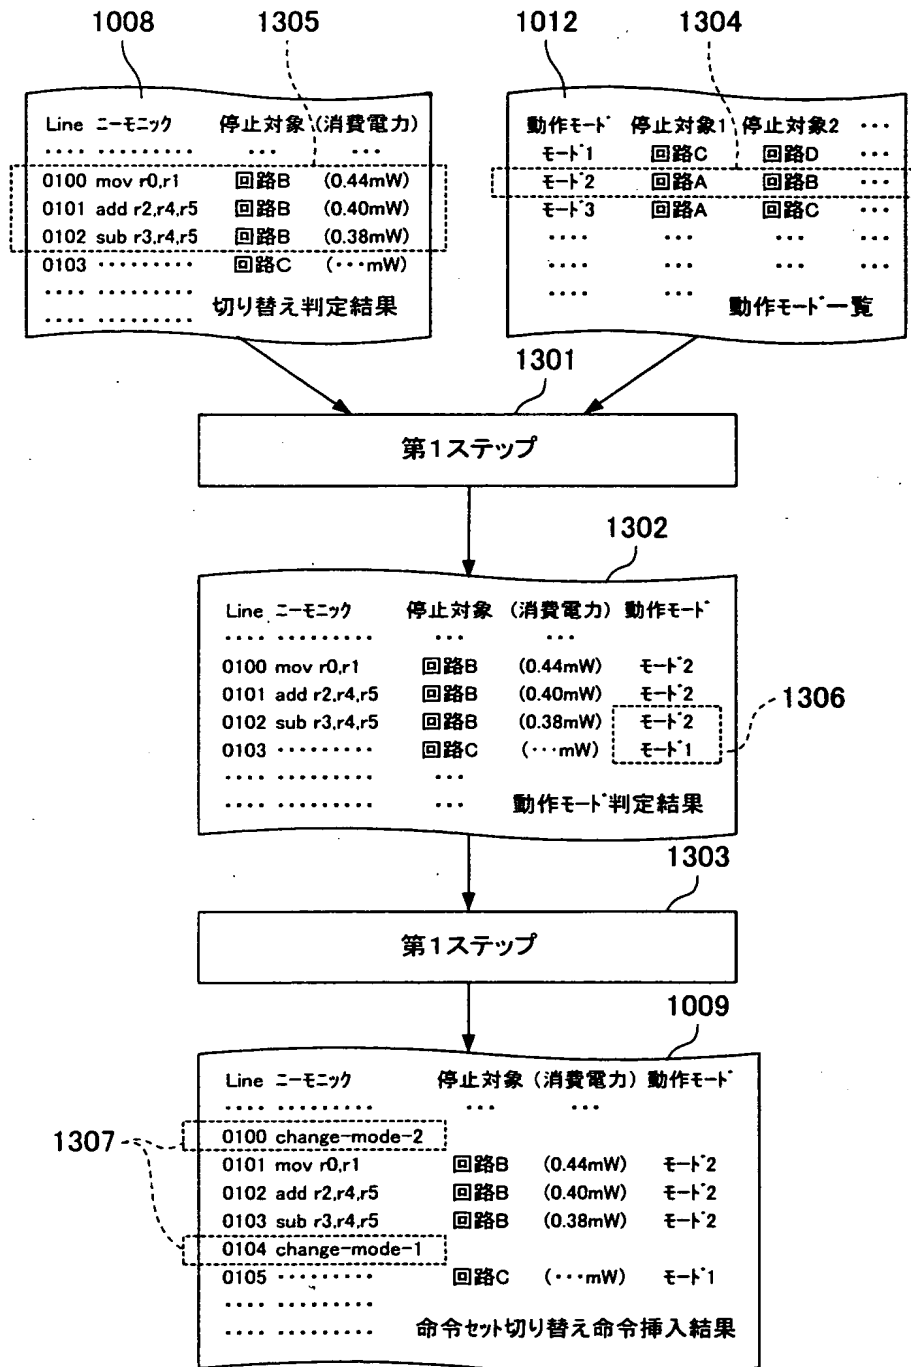 1008 1305 1012 1304
Line ニーモニック 停止対象 (消費電力)
‥‥ ‥‥‥‥‥ … …
0100 mov r0,r1 回路B (0.44mW)
0101 add r2,r4,r5 回路B (0.40mW)
0102 sub r3,r4,r5 回路B (0.38mW)
0103 ‥‥‥‥‥ 回路C (…mW)
‥‥ ‥‥‥‥‥
‥‥ ‥‥‥‥‥ 切り替え判定結果
動作モード 停止対象1 停止対象2 …
モード1 回路C 回路D …
モード2 回路A 回路B …
モード3 回路A 回路C …
‥‥ … … …
‥‥ … … …
‥‥ …
動作モード一覧
1301
第1ステップ
1302
Line ニーモニック 停止対象 (消費電力) 動作モード
‥‥ ‥‥‥‥‥ … …
0100 mov r0,r1 回路B (0.44mW) モード2
0101 add r2,r4,r5 回路B (0.40mW) モード2
0102 sub r3,r4,r5 回路B (0.38mW) モード2
0103 ‥‥‥‥‥ 回路C (…mW) モード1
‥‥ ‥‥‥‥‥ …
‥‥ ‥‥‥‥‥ … 動作モード判定結果
1306
1303
第1ステップ
1009
Line ニーモニック 停止対象 (消費電力) 動作モード
‥‥ ‥‥‥‥‥ … …
0100 change-mode-2
0101 mov r0,r1 回路B (0.44mW) モード2
0102 add r2,r4,r5 回路B (0.40mW) モード2
0103 sub r3,r4,r5 回路B (0.38mW) モード2
0104 change-mode-1
0105 ‥‥‥‥‥ 回路C (…mW) モード1
‥‥ ‥‥‥‥‥
‥‥ ‥‥‥‥‥ 命令セット切り替え命令挿入結果
1307